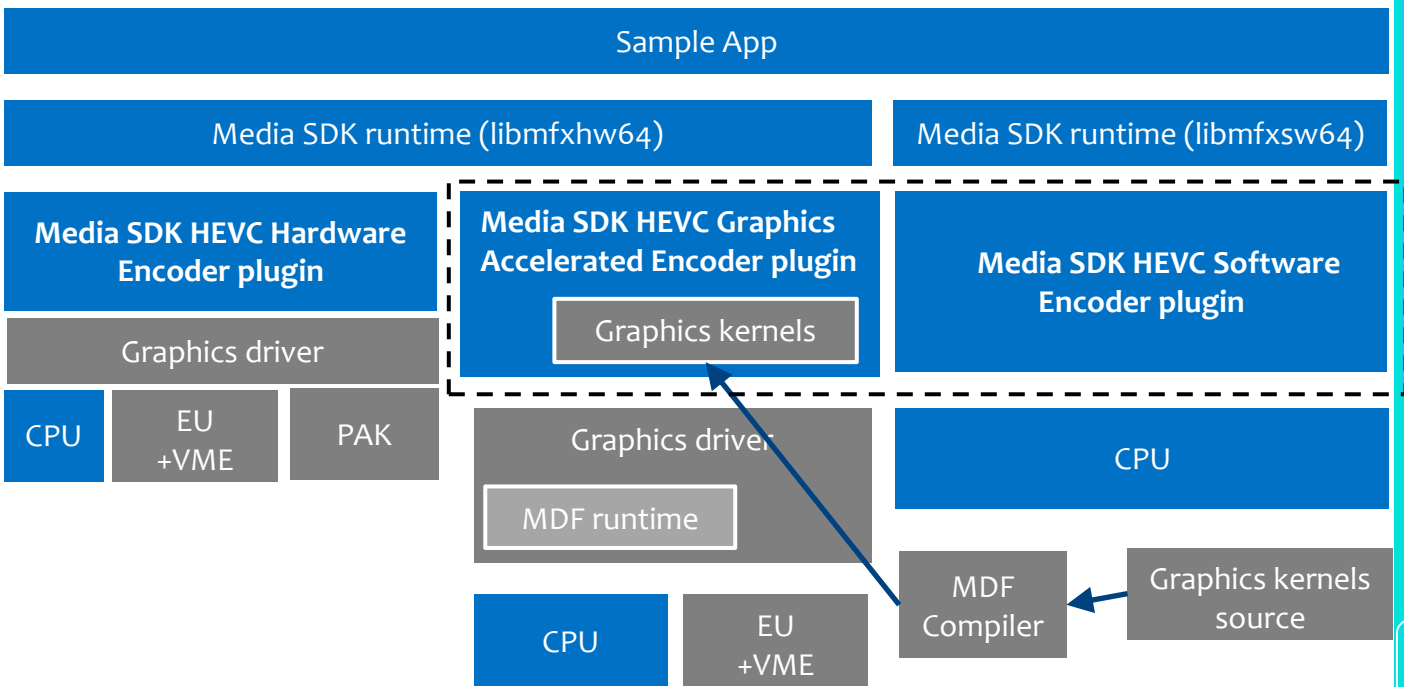 Sample App
Media SDK runtime (libmfxhw64)
Media SDK runtime (libmfxsw64)
Media SDK HEVC Hardware
Encoder plugin
Media SDK HEVC Graphics
Accelerated Encoder plugin
Graphics kernels
Media SDK HEVC Software
Encoder plugin
Graphics driver
CPU
EU
+VME
PAK
Graphics driver
MDF runtime
CPU
CPU
EU
+VME
MDF
Compiler
Graphics kernels
source